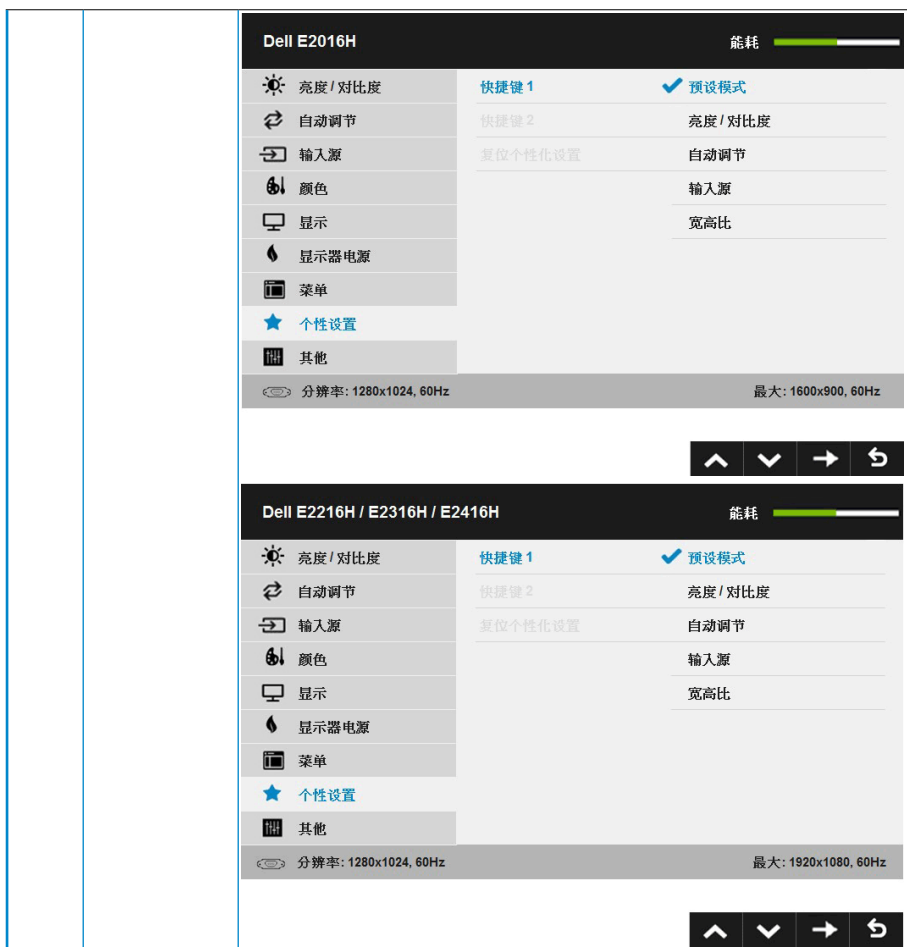 Dell E2016H 能耗
亮度 / 对比度 快捷键 1 预设模式
自动调节 快捷键 2 亮度 / 对比度
输入源 复位个性化设置 自动调节
颜色 输入源
显示 宽高比
显示器电源
菜单
个性设置
其他
分辨率: 1280x1024, 60Hz 最大: 1600x900, 60Hz
Dell E2216H / E2316H / E2416H 能耗
亮度 / 对比度 快捷键 1 预设模式
自动调节 快捷键 2 亮度 / 对比度
输入源 复位个性化设置 自动调节
颜色 输入源
显示 宽高比
显示器电源
菜单
个性设置
其他
分辨率: 1280x1024, 60Hz 最大: 1920x1080, 60Hz